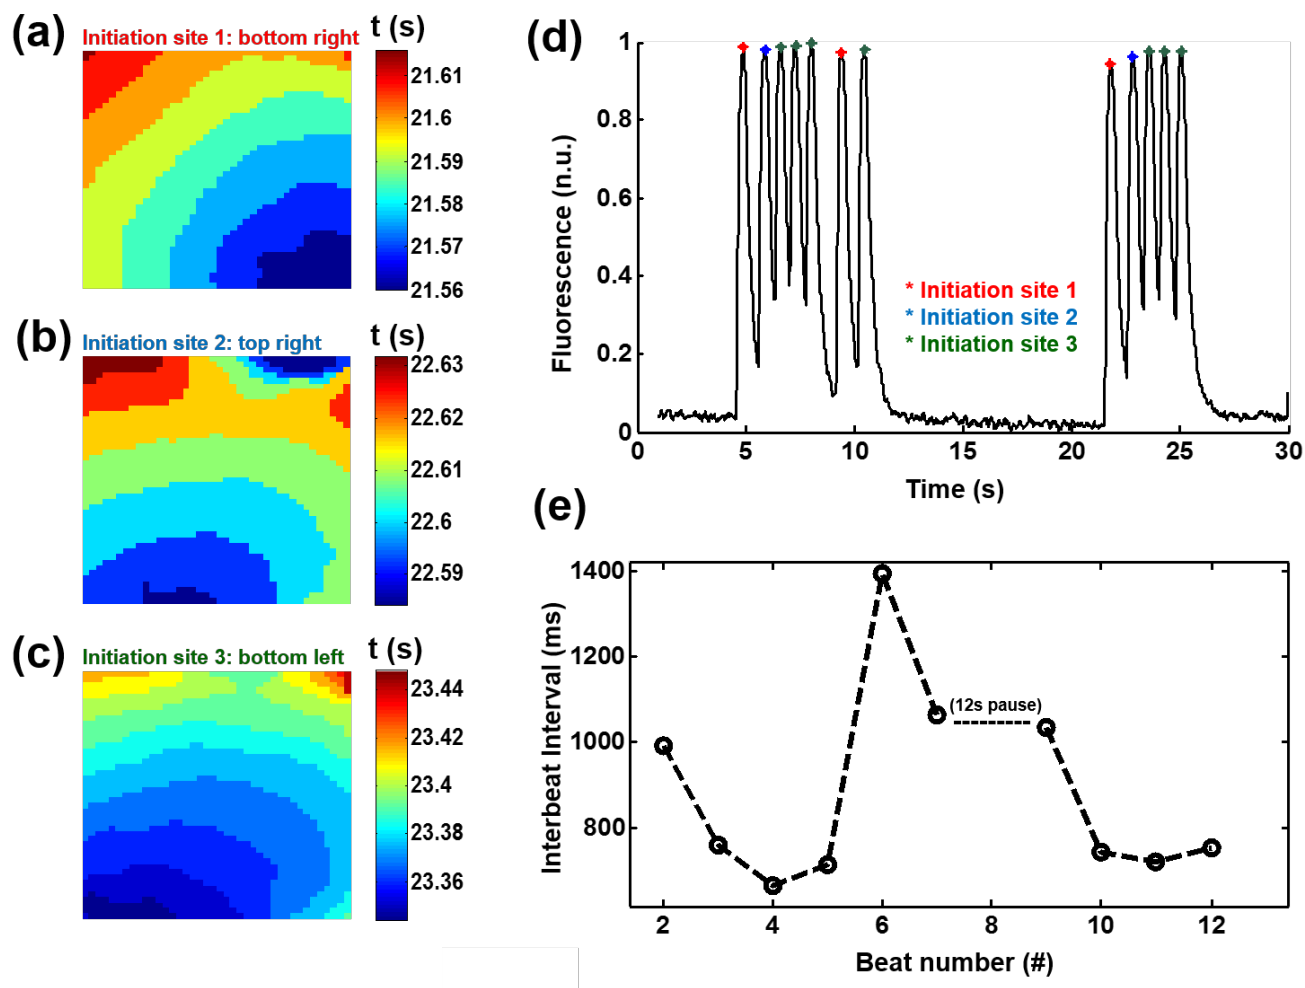 (a)
Initiation site 1: bottom right
t (s)
21.61
21.6
21.59
21.58
21.57
21.56
(b)
Initiation site 2: top right
t (s)
22.63
22.62
22.61
22.6
22.59
(c)
Initiation site 3: bottom left
t (s)
23.44
23.42
23.4
23.38
23.36
(d)
Fluorescence (n.u.)
1
0.8
0.6
0.4
0.2
0
* Initiation site 1
* Initiation site 2
* Initiation site 3
0 5 10 15 20 25 30
Time (s)
(e)
Interbeat Interval (ms)
1400
1200
1000
800
(12s pause)
2 4 6 8 10 12
Beat number (#)